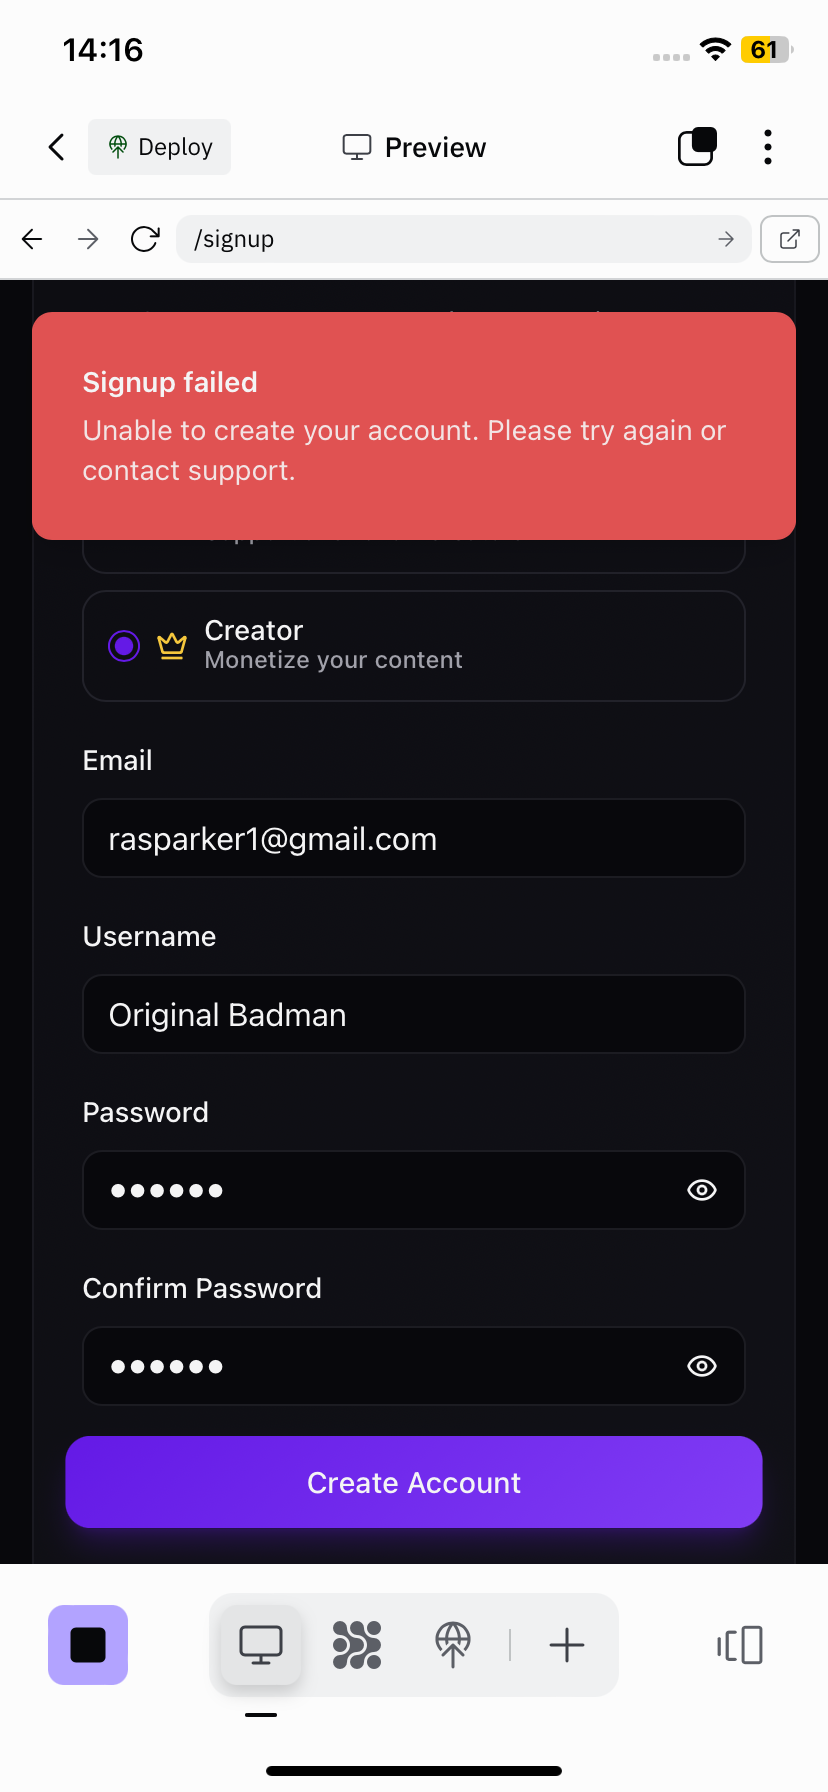 14:16
61
Deploy
Preview
/signup
Signup failed
Unable to create your account. Please try again or
contact support.
Creator
Monetize your content
Email
rasparker1@gmail.com
Username
Original Badman
Password
Confirm Password
Create Account